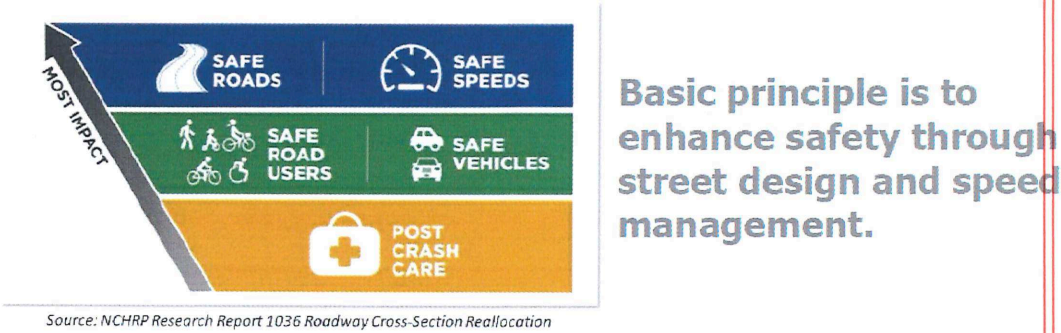 MOST IMPACT
SAFE
ROADS
SAFE
SPEEDS
SAFE
ROAD
USERS
SAFE
VEHICLES
POST
CRASH
CARE
Basic principle is to
enhance safety through
street design and speed
management.
Source: NCHRP Research Report 1036 Roadway Cross-Section Reallocation